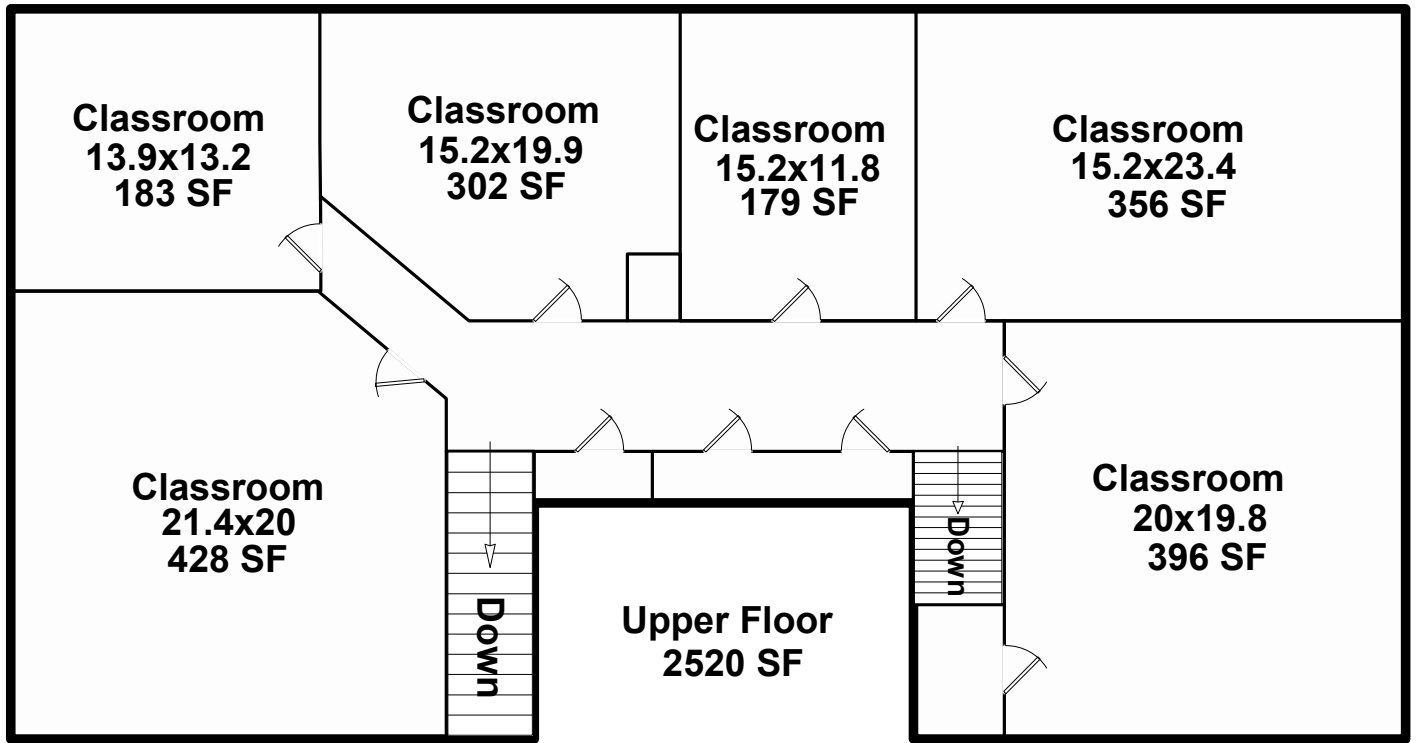 Classroom
13.9x13.2
183 SF
Classroom
15.2x19.9
302 SF
Classroom
15.2x11.8
179 SF
Classroom
15.2x23.4
356 SF
Classroom
21.4x20
428 SF
Down
Upper Floor
2520 SF
Down
Classroom
20x19.8
396 SF